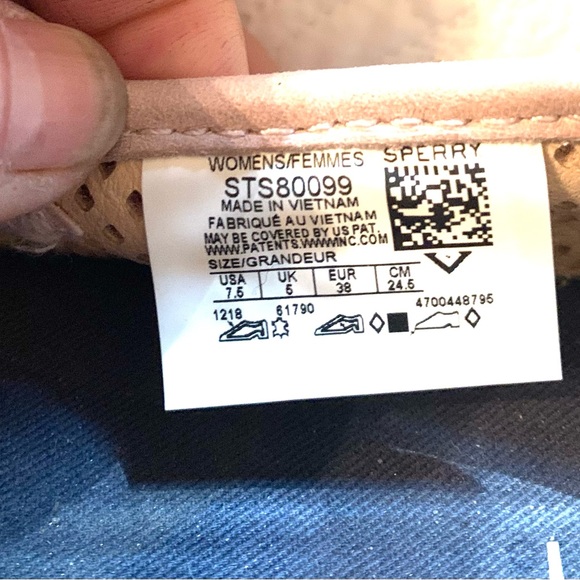 WOMENS/FEMMES SPERRY
STS80099
MADE IN VIETNAM
FABRIQUÉ AU VIETNAM
MAY BE COVERED BY US PAT.
WWW.PATENTS.WWWINC.COM
SIZE/GRANDEUR
USA UK EUR CM
7.5 5 38 24.5
1218 61790 4700448795